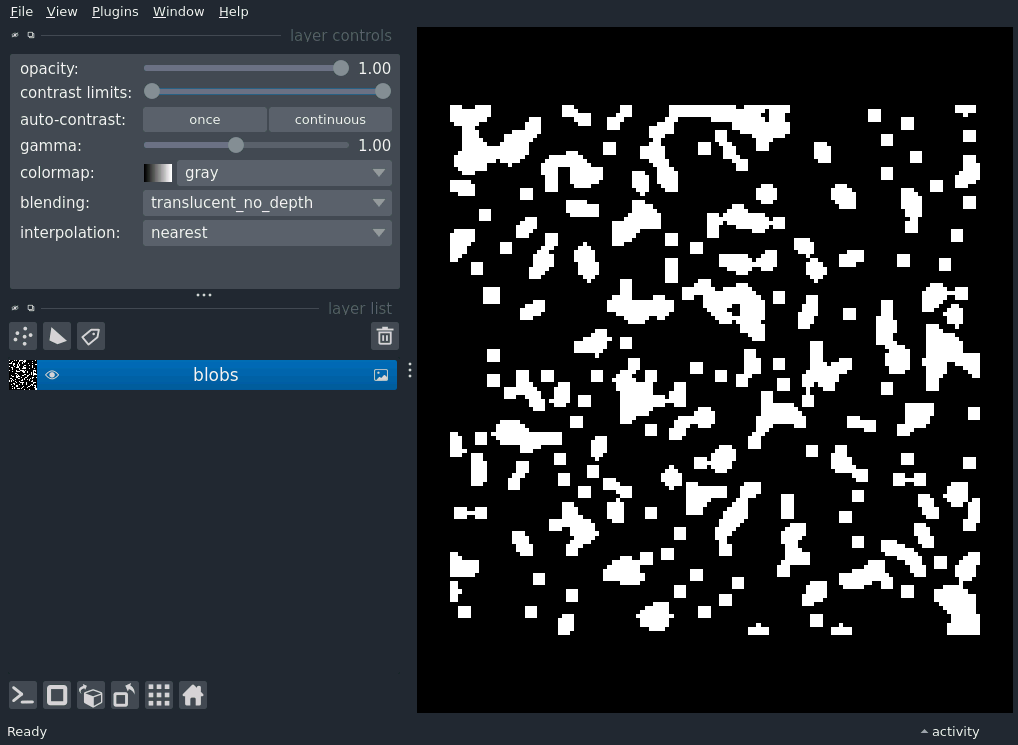 File View Plugins Window Help
layer controls
opacity: 1.00
contrast limits:
auto-contrast: once continuous
gamma: 1.00
colormap: gray
blending: translucent_no_depth
interpolation: nearest
layer list
blobs
Ready activity